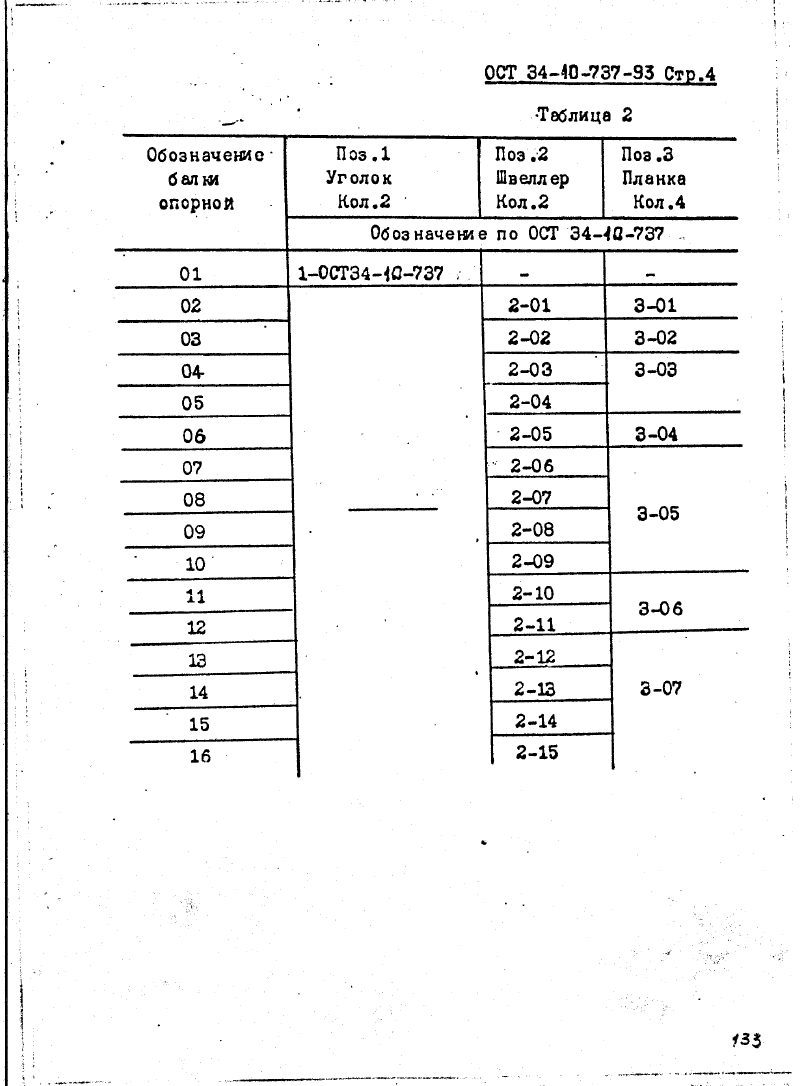 ОСТ 34-10-737-93 Стр.4
Таблица 2
Обозначение балки опорной
Поз.1 Уголок Кол.2
Поз.2 Швеллер Кол.2
Поз.3 Планка Кол.4
Обозначение по ОСТ 34-10-737
01 1-ОСТ34-10-737 - -
02 2-01 3-01
03 2-02 3-02
04 2-03 3-03
05 2-04
06 2-05 3-04
07 2-06
08 2-07
3-05
09 2-08
10 2-09
11 2-10
3-06
12 2-11
13 2-12
14 2-13 3-07
15 2-14
16 2-15
133